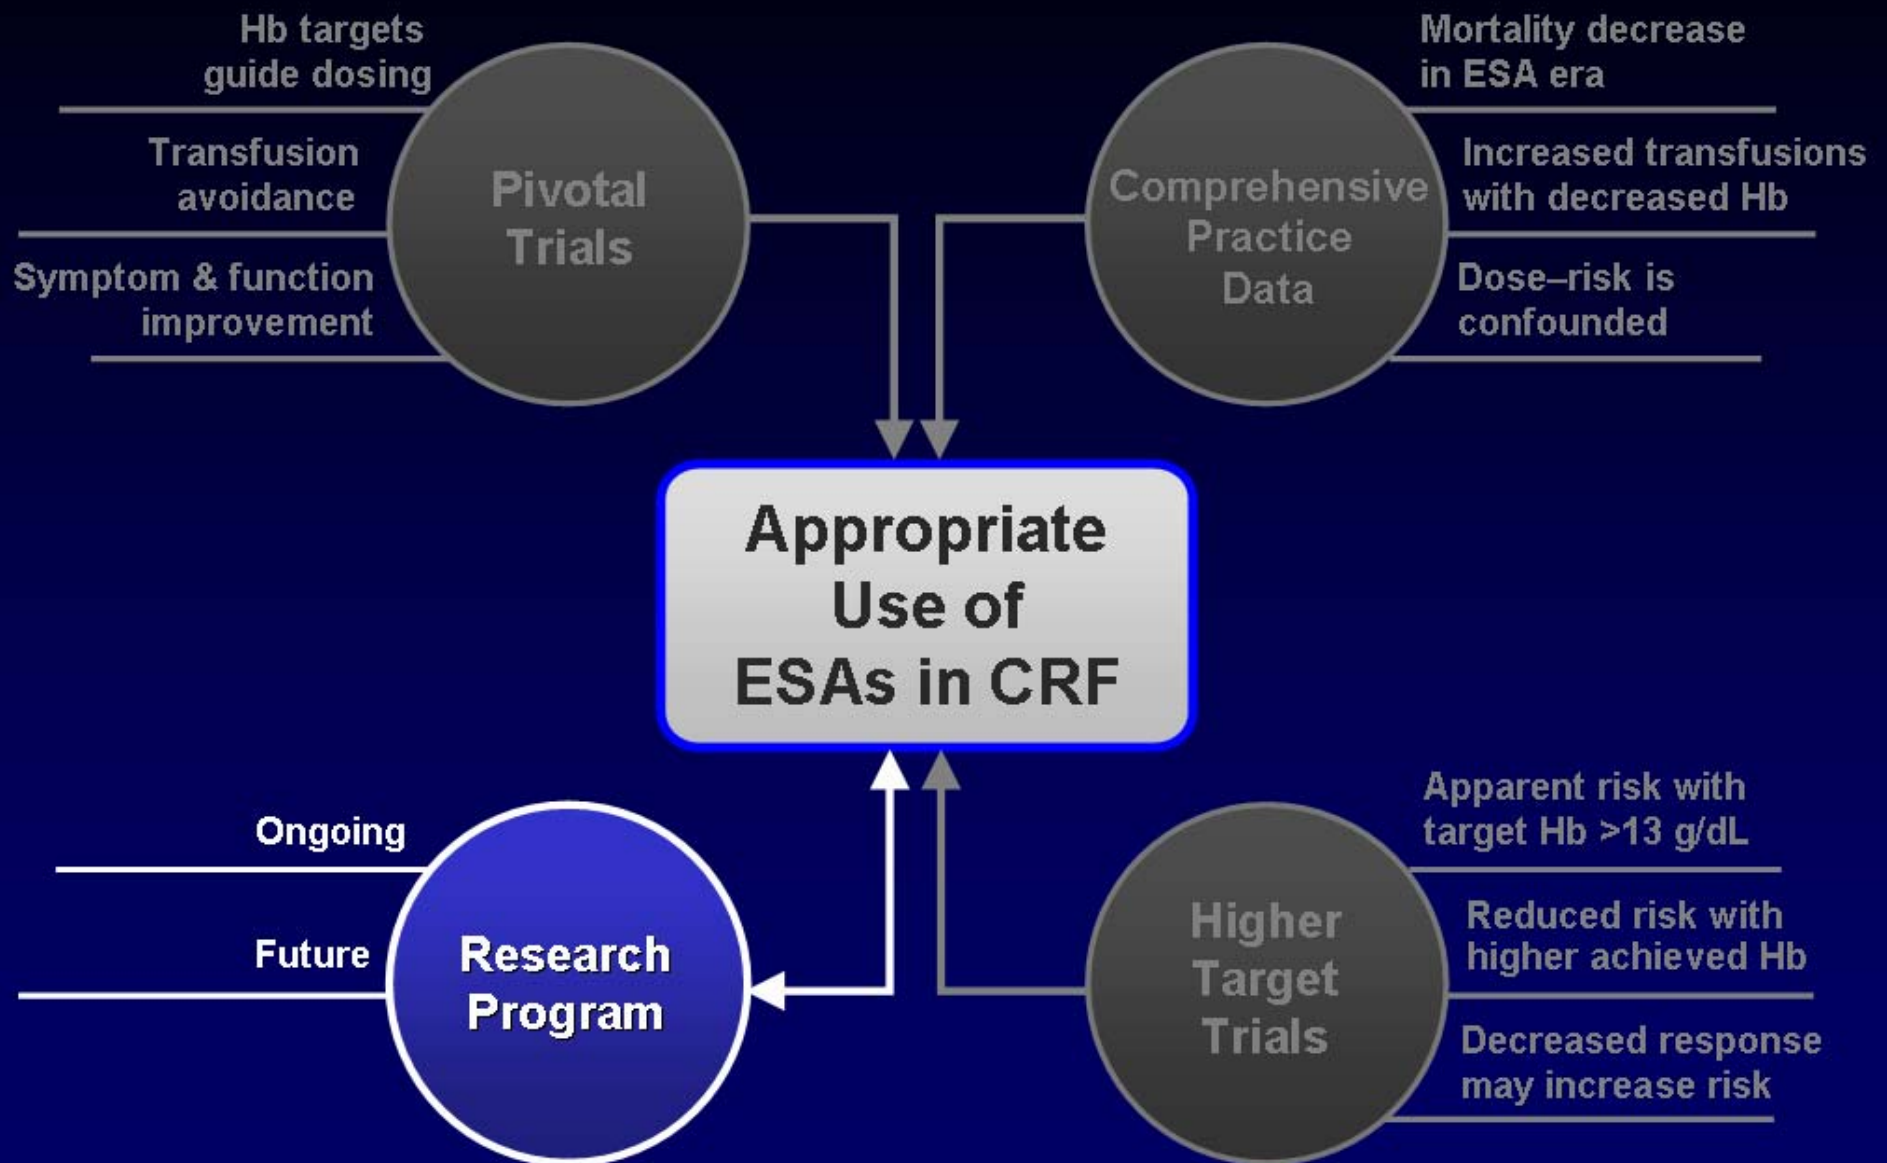 Hb targets
guide dosing
Transfusion
avoidance
Symptom & function
improvement
Pivotal
Trials
Comprehensive
Practice
Data
Mortality decrease
in ESA era
Increased transfusions
with decreased Hb
Dose–risk is
confounded
Appropriate
Use of
ESAs in CRF
Ongoing
Future
Research
Program
Higher
Target
Trials
Apparent risk with
target Hb >13 g/dL
Reduced risk with
higher achieved Hb
Decreased response
may increase risk